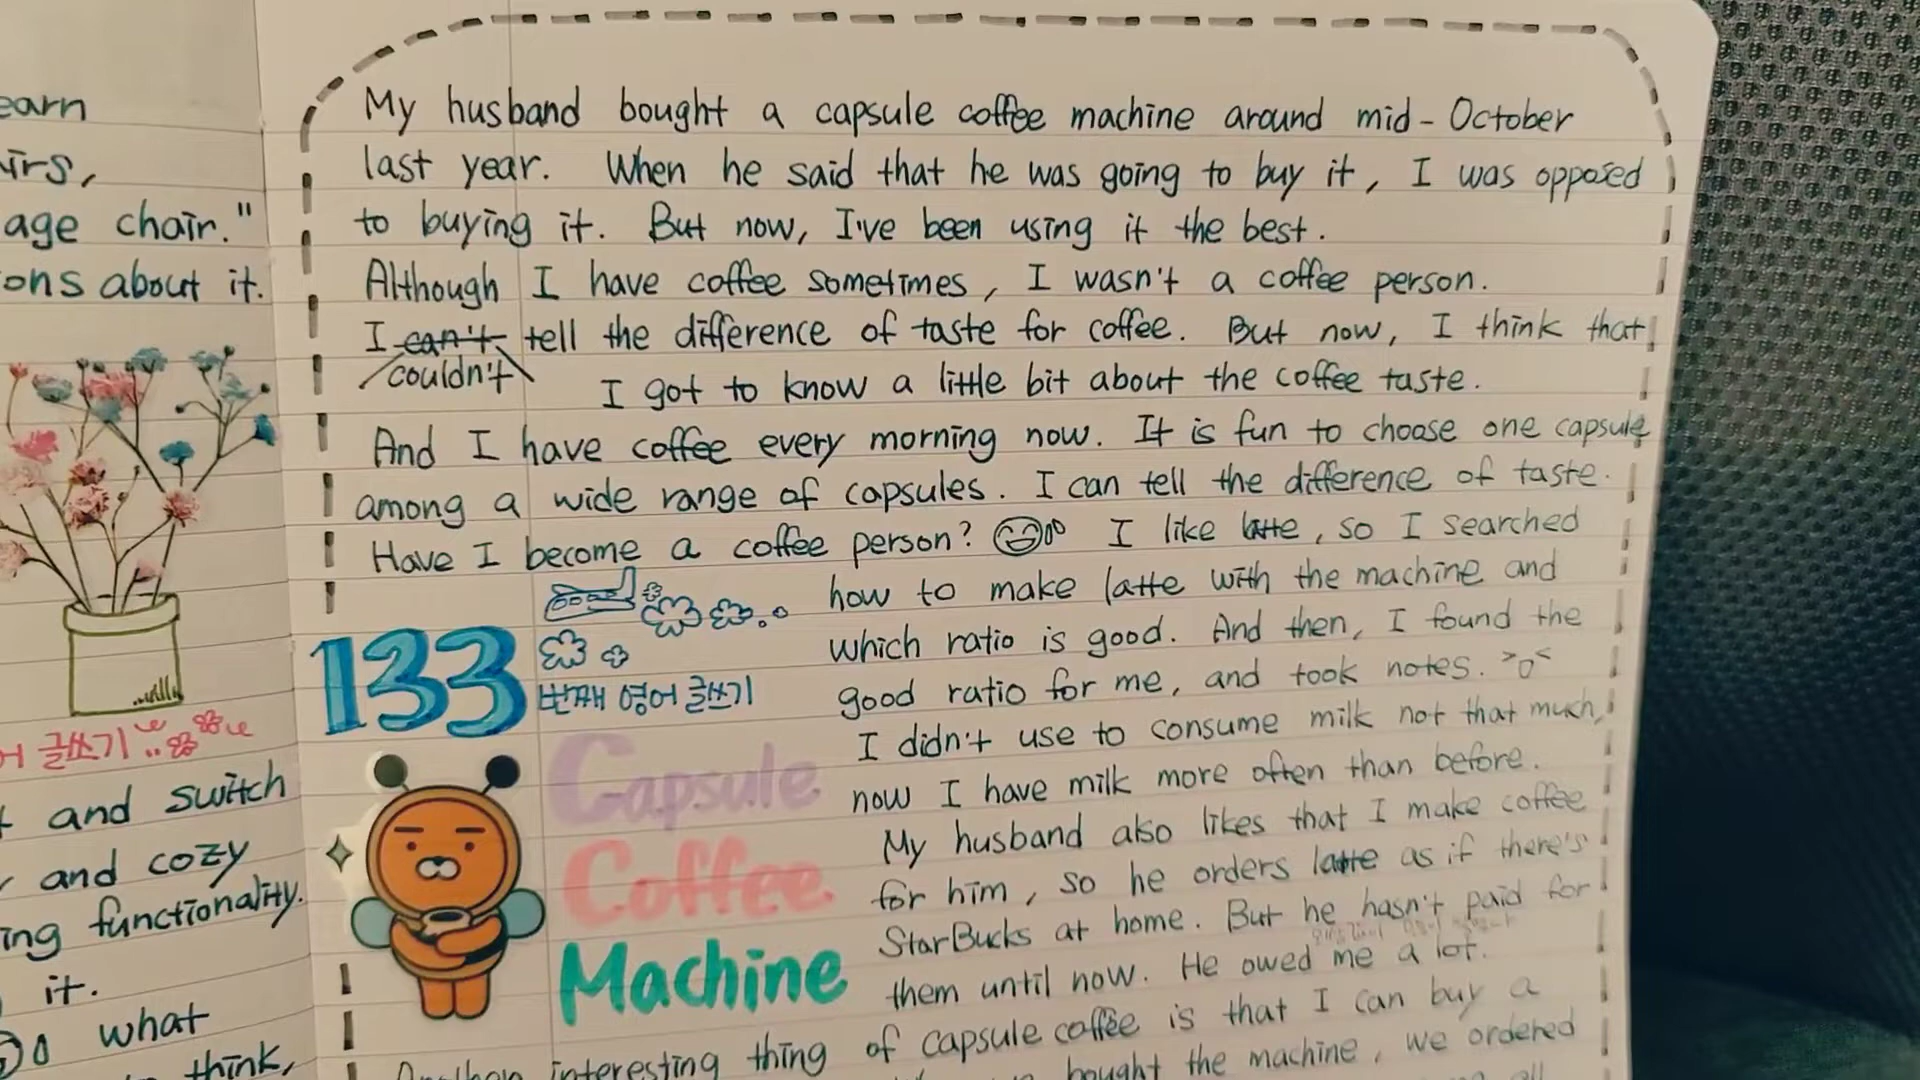 earn
irs,
age chair."
ons about it.
어 글쓰기
and switch
and cozy
ing functionality.
it.
what
think,
My husband bought a capsule coffee machine around mid-October
last year. When he said that he was going to buy it, I was opposed
to buying it. But now, I've been using it the best.
Although I have coffee sometimes, I wasn't a coffee person.
I can't tell the difference of taste for coffee. But now, I think that
couldn't
I got to know a little bit about the coffee taste.
And I have coffee every morning now. It is fun to choose one capsule
among a wide range of capsules. I can tell the difference of taste.
Have I become a coffee person? I like latte, so I searched
how to make latte with the machine and
which ratio is good. And then, I found the
good ratio for me, and took notes. >o<
I didn't use to consume milk not that much,
now I have milk more often than before.
My husband also likes that I make coffee
for him, so he orders latte as if there's
StarBucks at home. But he hasn't paid for
them until now. He owed me a lot.
133
번째 영어 글쓰기
Capsule
Coffee
Machine
interesting thing of capsule coffee is that I can buy a
bought the machine, we ordered
all